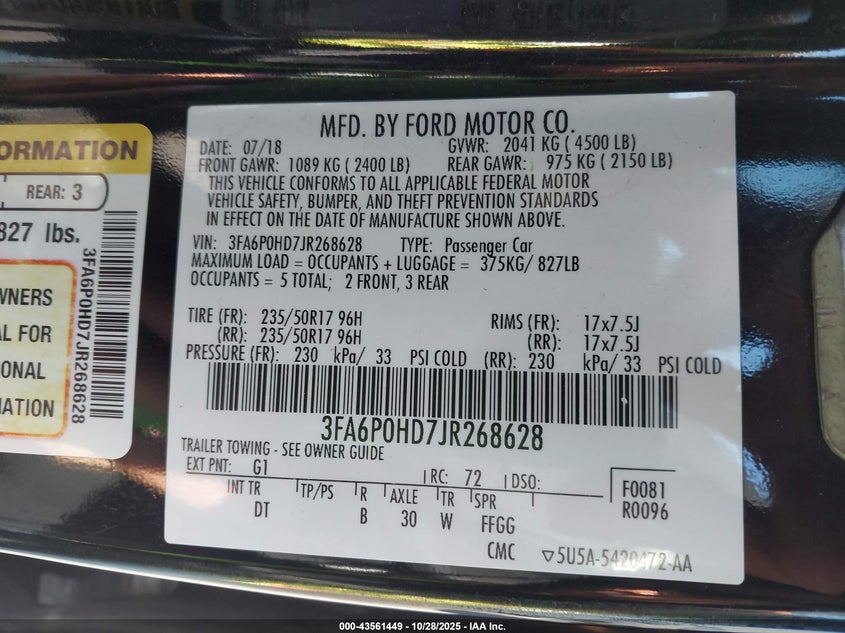 ORMATION
REAR: 3
827 lbs.
WNERS
AL FOR
ONAL
MATION
3FA6P0HD7JR268628
MFD. BY FORD MOTOR CO.
DATE: 07/18 GVWR: 2041 KG ( 4500 LB)
FRONT GAWR: 1089 KG ( 2400 LB) REAR GAWR: 975 KG ( 2150 LB)
THIS VEHICLE CONFORMS TO ALL APPLICABLE FEDERAL MOTOR
VEHICLE SAFETY, BUMPER, AND THEFT PREVENTION STANDARDS
IN EFFECT ON THE DATE OF MANUFACTURE SHOWN ABOVE.
VIN: 3FA6P0HD7JR268628 TYPE: Passenger Car
MAXIMUM LOAD = OCCUPANTS + LUGGAGE = 375KG/ 827LB
OCCUPANTS = 5 TOTAL; 2 FRONT, 3 REAR
TIRE (FR): 235/50R17 96H RIMS (FR): 17x7.5J
(RR): 235/50R17 96H (RR): 17x7.5J
PRESSURE (FR): 230 kPa/ 33 PSI COLD (RR): 230 kPa/ 33 PSI COLD
3FA6P0HD7JR268628
TRAILER TOWING - SEE OWNER GUIDE
EXT PNT: G1 RC: 72 DSO:
INT TR TP/PS R AXLE TR SPR F0081
DT B 30 W FFGG R0096
CMC ▽5U5A-5420472-AA
000-43561449 - 10/28/2025 - IAA Inc.